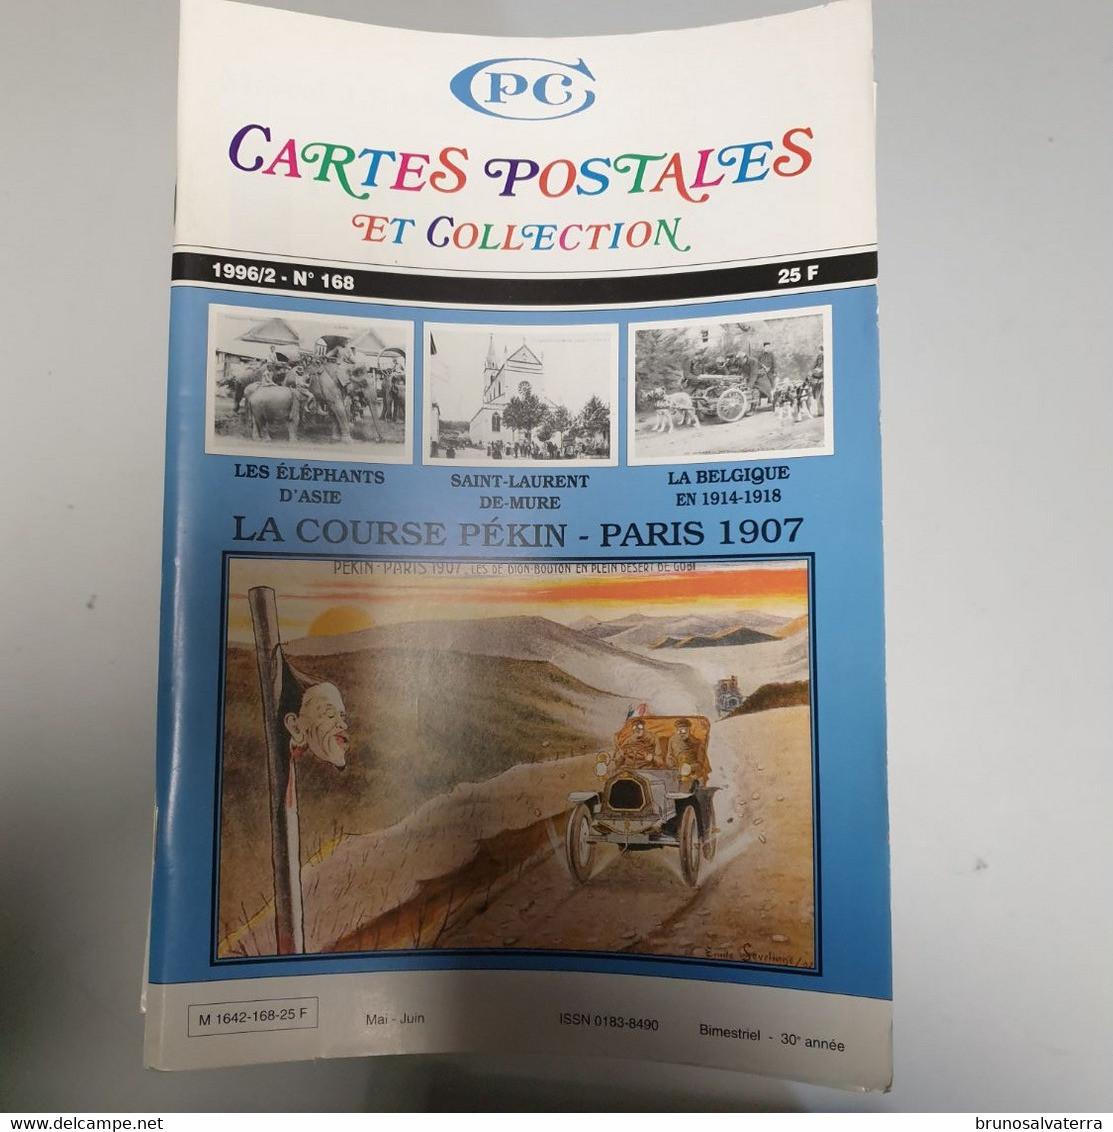 CPC
CARTES POSTALES
ET COLLECTION
1996/2 - N° 168
25 F
LES ÉLÉPHANTS
D'ASIE
SAINT-LAURENT
DE-MURE
LA BELGIQUE
EN 1914-1918
LA COURSE PÉKIN - PARIS 1907
PEKIN-PARIS 1907, LES DE DION-BOUTON EN PLEIN DESERT DE GOBI
M 1642-168-25 F
Mai - Juin
ISSN 0183-8490
Bimestriel - 30e année
delcampe.net
brunosalvaterra